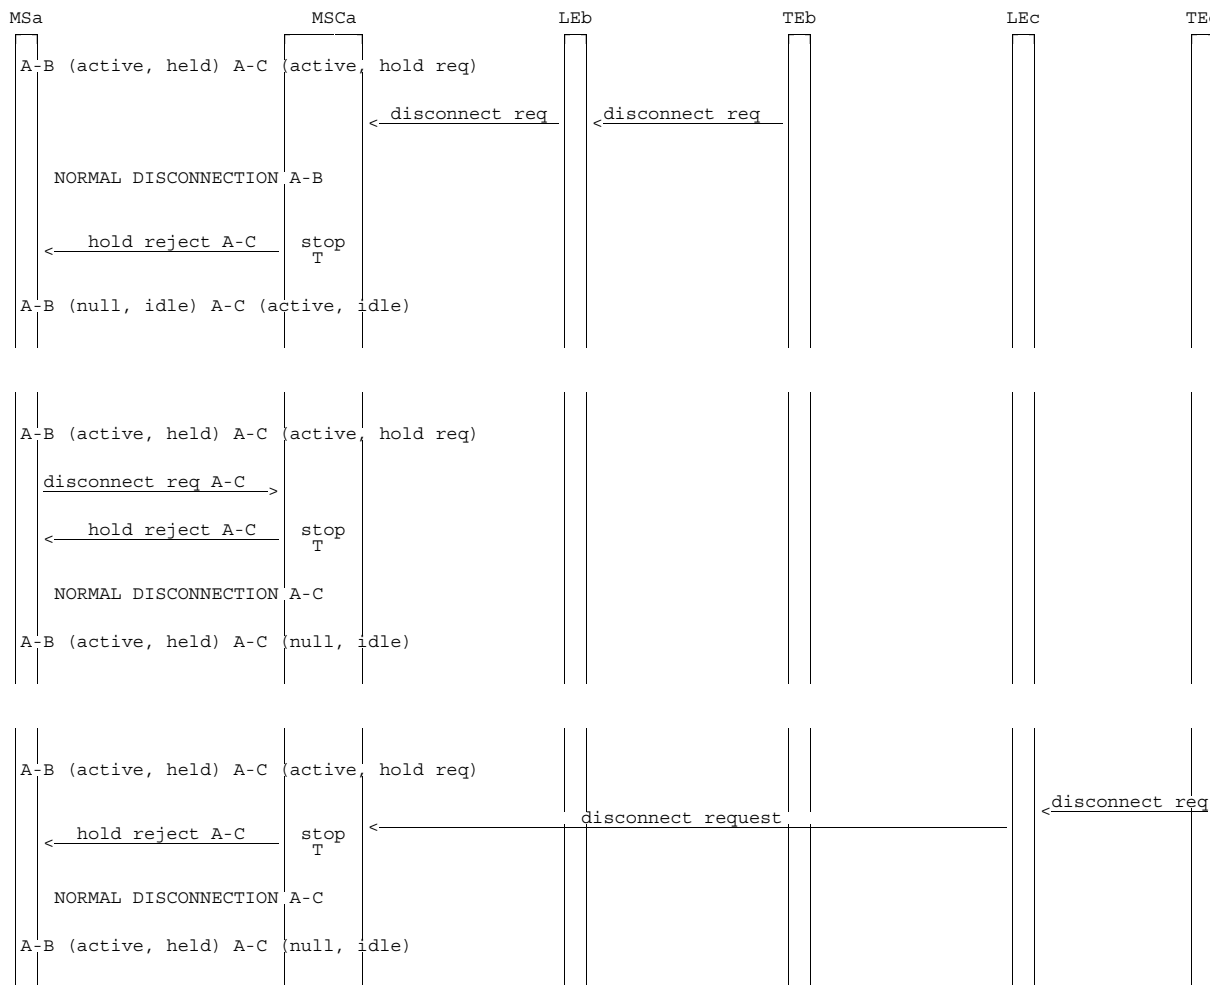 MSa MSCa LEb TEb LEc TEc
A-B (active, held) A-C (active, hold req)
disconnect req disconnect req
NORMAL DISCONNECTION A-B
hold reject A-C stop
T
A-B (null, idle) A-C (active, idle)
A-B (active, held) A-C (active, hold req)
disconnect req A-C
hold reject A-C stop
T
NORMAL DISCONNECTION A-C
A-B (active, held) A-C (null, idle)
A-B (active, held) A-C (active, hold req)
disconnect req
disconnect request
hold reject A-C stop
T
NORMAL DISCONNECTION A-C
A-B (active, held) A-C (null, idle)